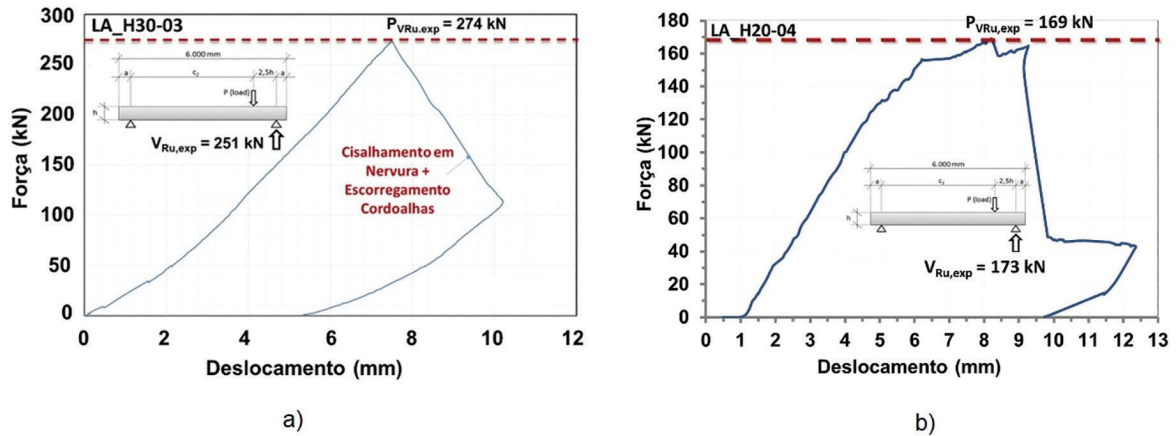 LA_H30-03
P_VRu.exp = 274 kN
300
250
200
150
100
50
0
Força (kN)
6.000 mm
a
c₂
2,5h
a
P (load)
h
V_Ru,exp = 251 kN
Cisalhamento em
Nervura +
Escorregamento
Cordoalhas
0 2 4 6 8 10 12
Deslocamento (mm)
a)
LA_H20-04
P_VRu.exp = 169 kN
180
160
140
120
100
80
60
40
20
0
Força (kN)
6.000 mm
a
c₂
2,5h
a
P (load)
h
V_Ru,exp = 173 kN
0 1 2 3 4 5 6 7 8 9 10 11 12 13
Deslocamento (mm)
b)